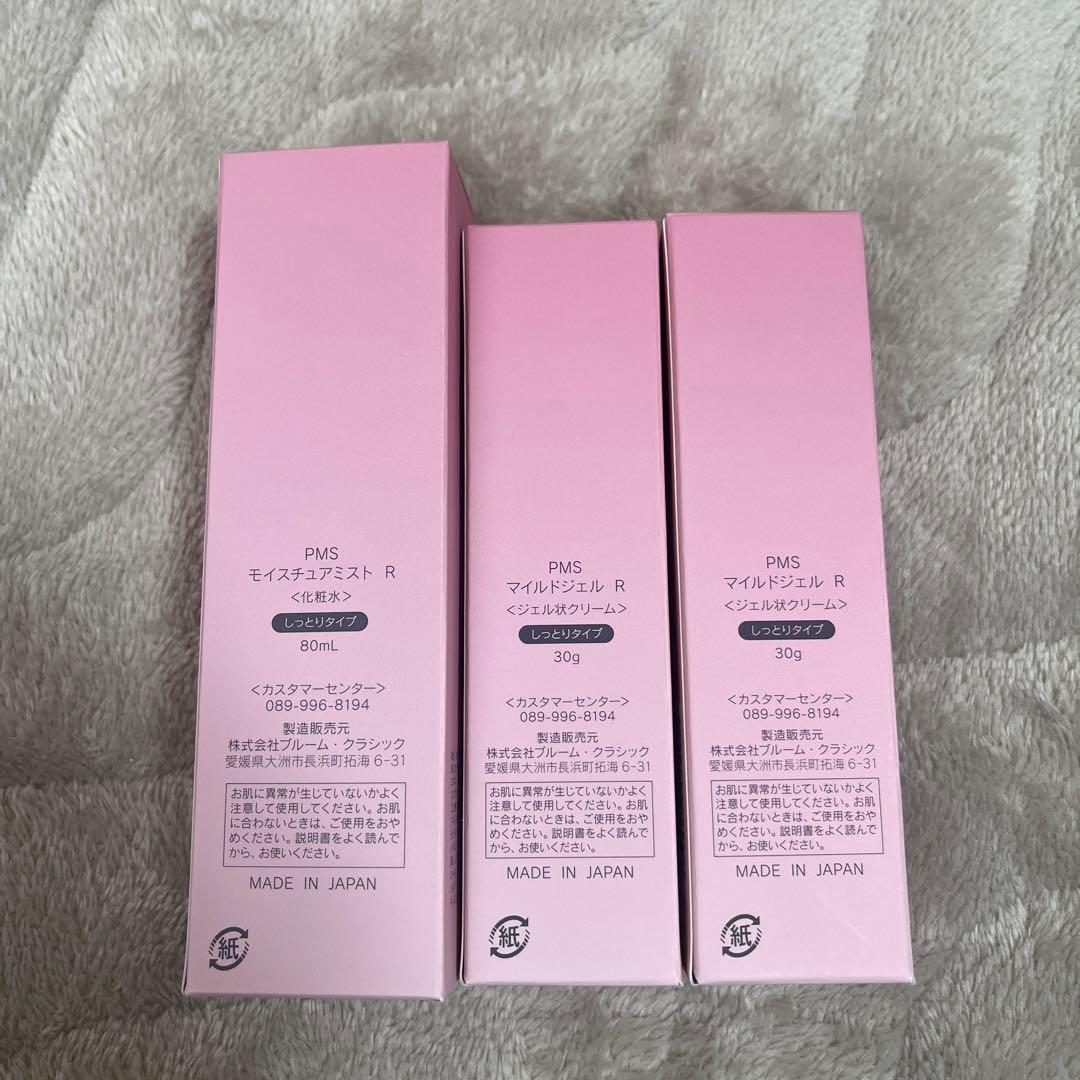 PMS
モイスチュアミスト R
<化粧水>
しっとりタイプ
80mL
<カスタマーセンター>
089-996-8194
製造販売元
株式会社ブルーム・クラシック
愛媛県大洲市長浜町拓海 6-31
お肌に異常が生じていないかよく
注意して使用してください。お肌
に合わないときは、ご使用をおや
めください。説明書をよく読んで
から、お使いください。
MADE IN JAPAN
紙
PMS
マイルドジェル R
<ジェル状クリーム>
しっとりタイプ
30g
<カスタマーセンター>
089-996-8194
製造販売元
株式会社ブルーム・クラシック
愛媛県大洲市長浜町拓海 6-31
お肌に異常が生じていないかよく
注意して使用してください。お肌
に合わないときは、ご使用をおや
めください。説明書をよく読んで
から、お使いください。
MADE IN JAPAN
紙
PMS
マイルドジェル R
<ジェル状クリーム>
しっとりタイプ
30g
<カスタマーセンター>
089-996-8194
製造販売元
株式会社ブルーム・クラシック
愛媛県大洲市長浜町拓海 6-31
お肌に異常が生じていないかよく
注意して使用してください。お肌
に合わないときは、ご使用をおや
めください。説明書をよく読んで
から、お使いください。
MADE IN JAPAN
紙